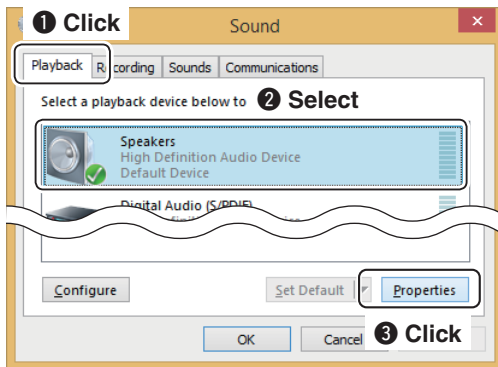 ❶ Click
Sound
Playback Recording Sounds Communications
Select a playback device below to
❷ Select
Speakers
High Definition Audio Device
Default Device
Digital Audio (S/PDIF)
Configure Set Default Properties
OK Cancel
❸ Click